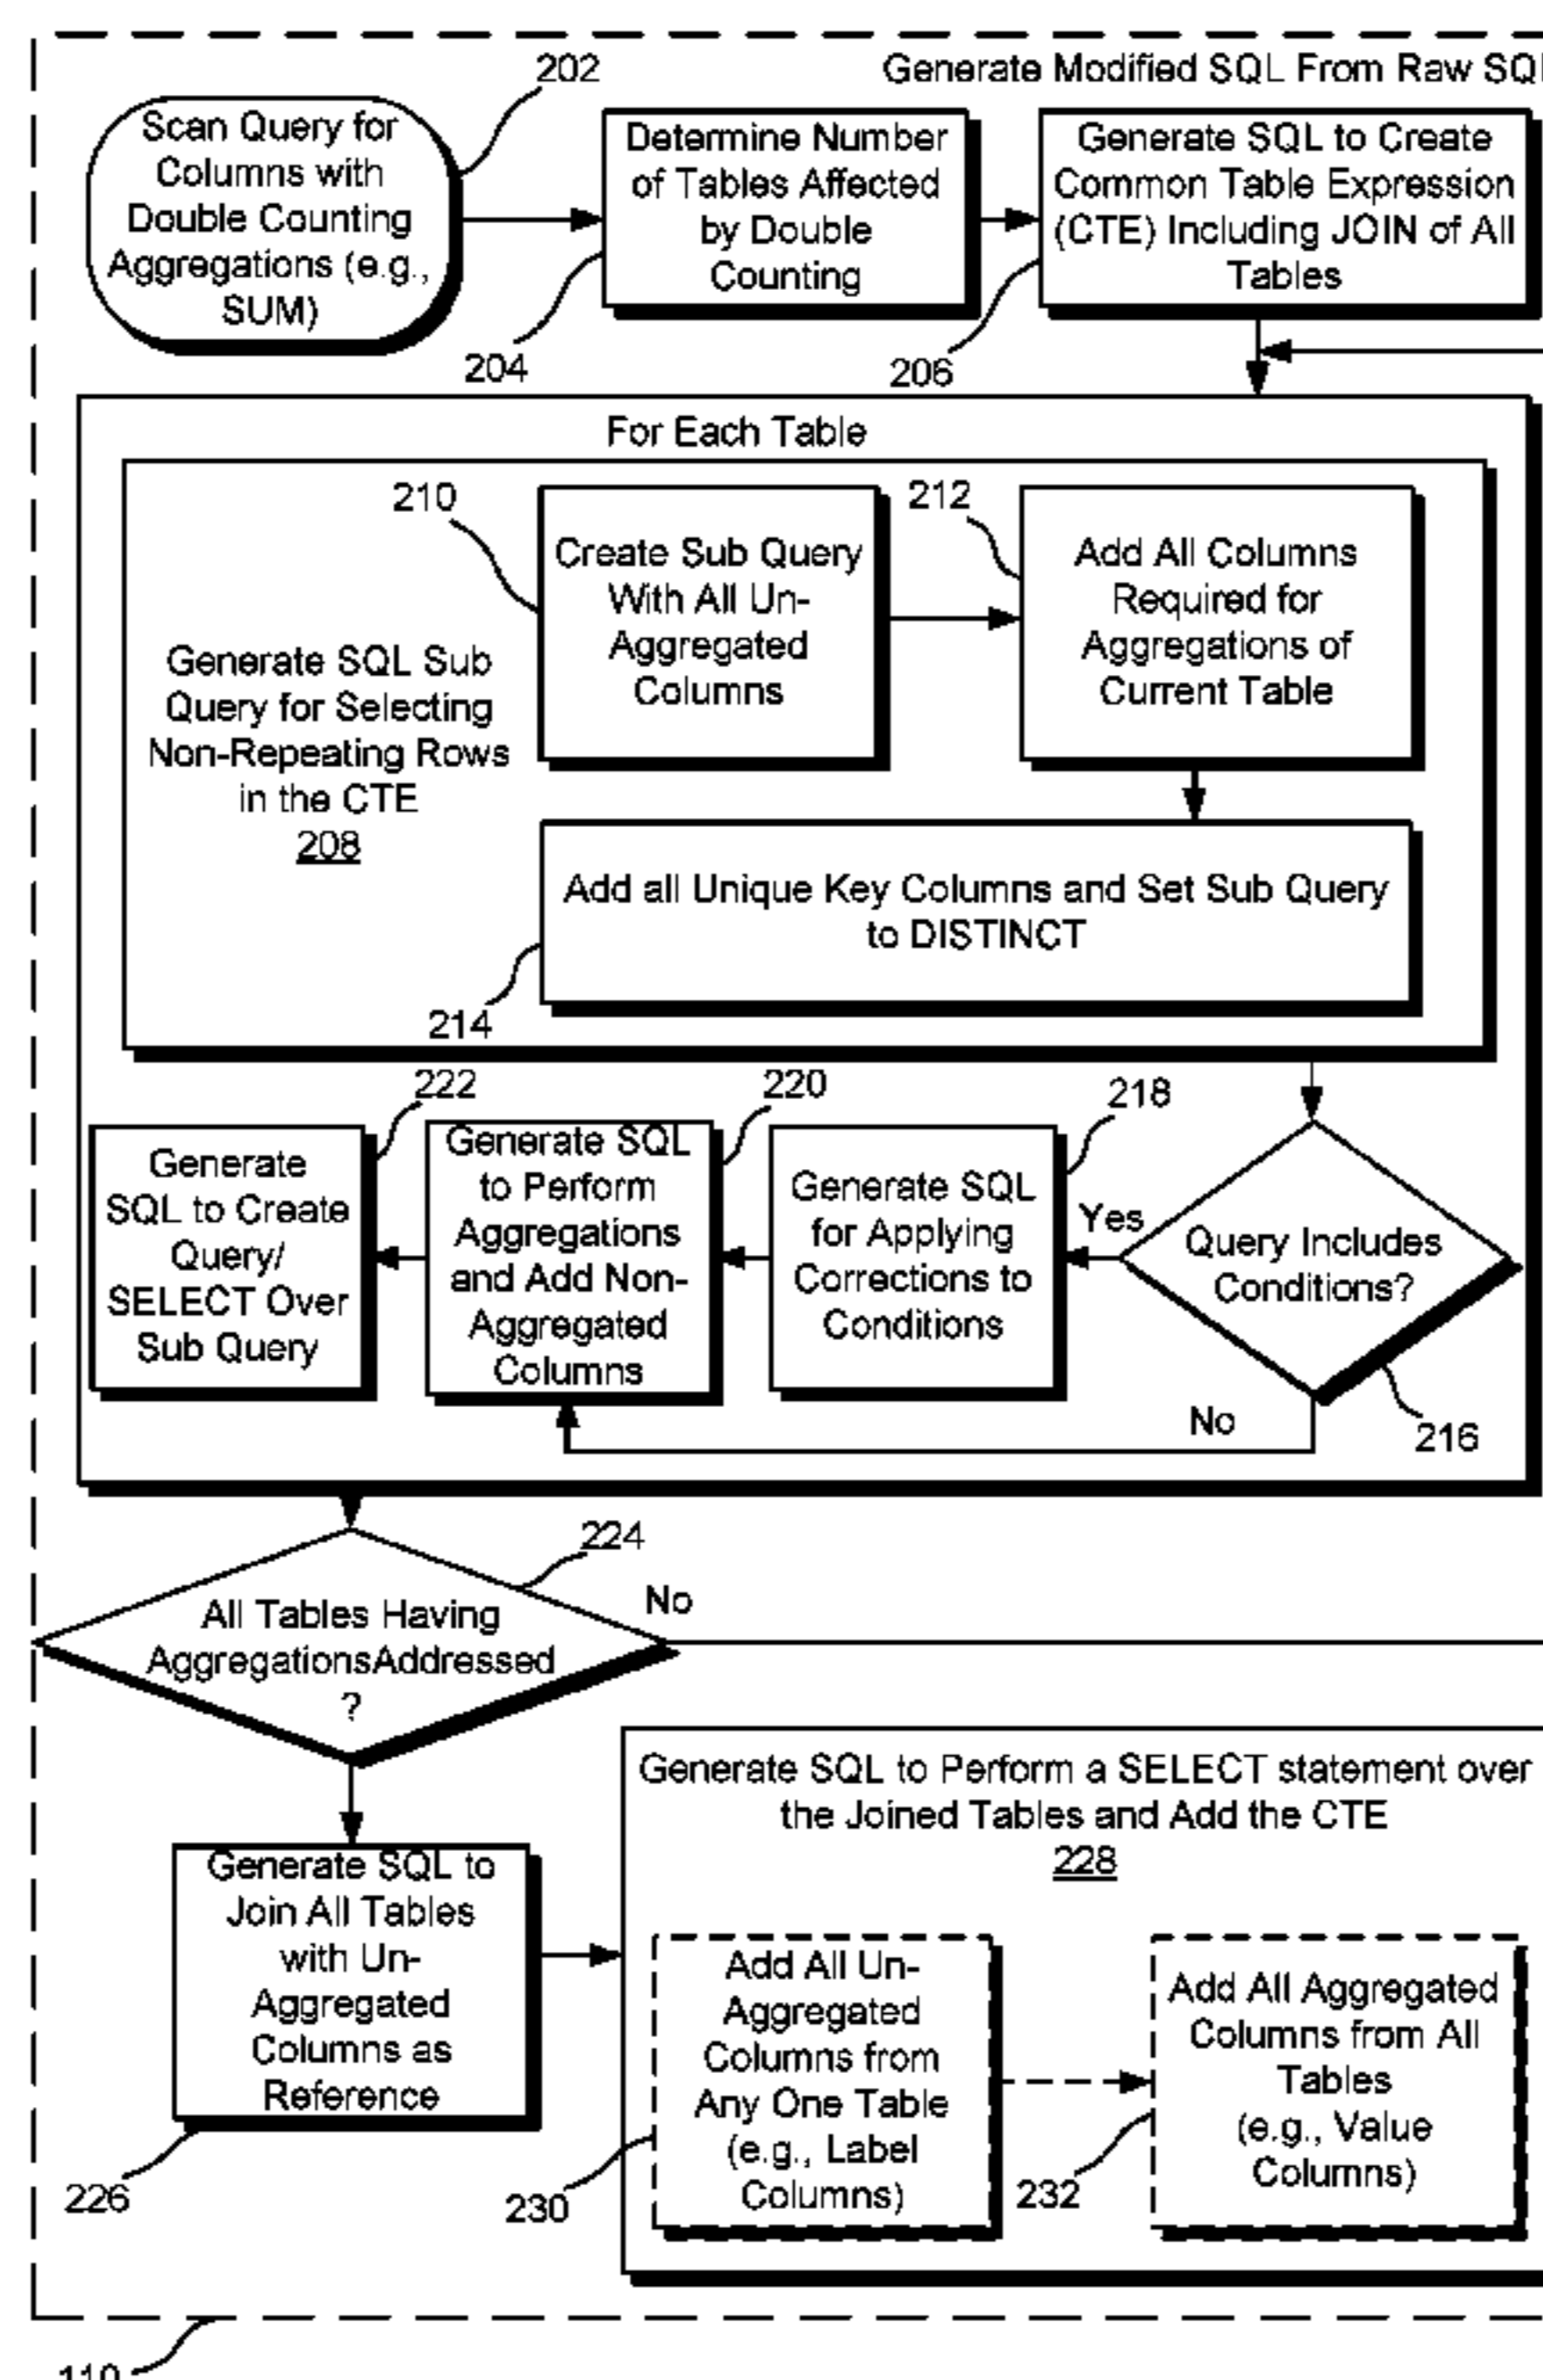 Generate Modified SQL From Raw SQL
202
Scan Query for
Columns with
Double Counting
Aggregations (e.g.,
SUM)
Determine Number
of Tables Affected
by Double
Counting
204
Generate SQL to Create
Common Table Expression
(CTE) Including JOIN of All
Tables
206
For Each Table
Generate SQL Sub
Query for Selecting
Non-Repeating Rows
in the CTE
208
210
Create Sub Query
With All Un-
Aggregated
Columns
212
Add All Columns
Required for
Aggregations of
Current Table
Add all Unique Key Columns and Set Sub Query
to DISTINCT
214
222
Generate
SQL to Create
Query/
SELECT Over
Sub Query
220
Generate SQL
to Perform
Aggregations
and Add Non-
Aggregated
Columns
218
Generate SQL
for Applying
Corrections to
Conditions
Yes
Query Includes
Conditions?
No
216
224
All Tables Having
AggregationsAddressed
?
No
Generate SQL to
Join All Tables
with Un-
Aggregated
Columns as
Reference
226
Generate SQL to Perform a SELECT statement over
the Joined Tables and Add the CTE
228
Add All Un-
Aggregated
Columns from
Any One Table
(e.g., Label
Columns)
230
Add All Aggregated
Columns from All
Tables
(e.g., Value
Columns)
232
110